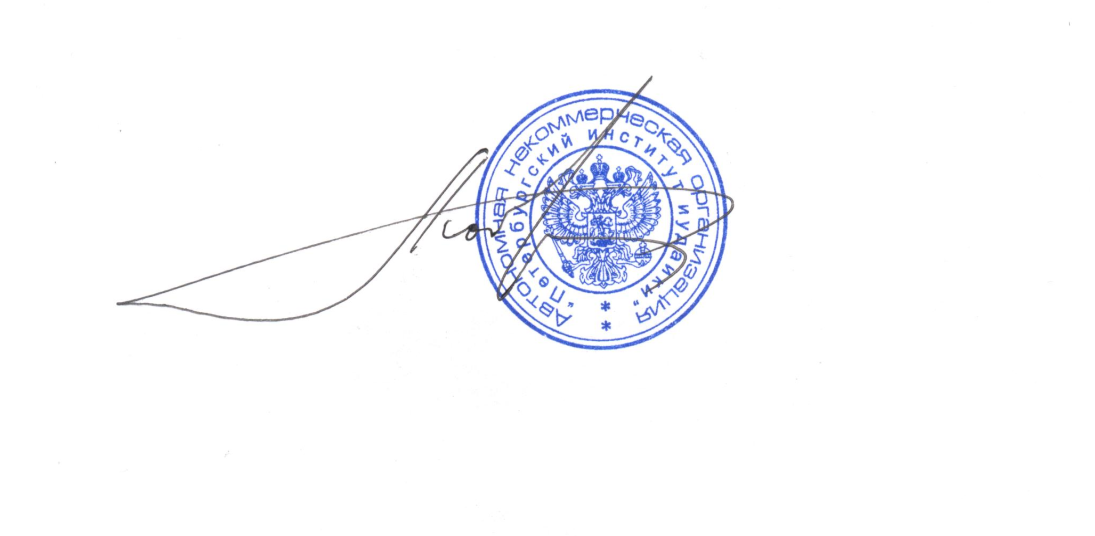 Автономная некоммерческая организация
"Петербургский институт иудаики"